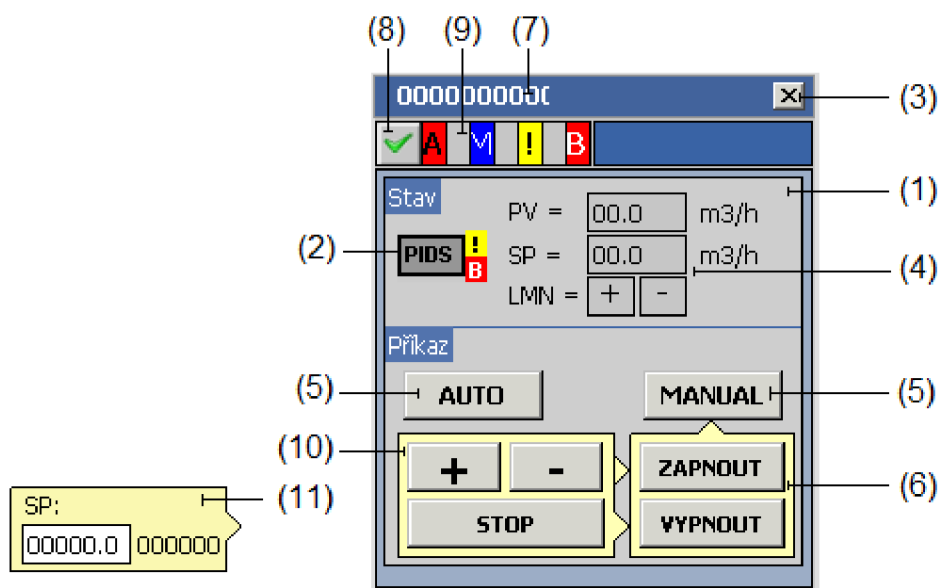 (8) (9) (7)
000000000(
X (3)
A M ! B
(1)
Stav
PV = 00.0 m3/h
(2) PIDS ! B SP = 00.0 m3/h
(4)
LMN = + -
Příkaz
(5) AUTO MANUAL (5)
(10)
+ - ZAPNOUT
(6)
STOP VYPNOUT
SP: (11)
00000.0 000000